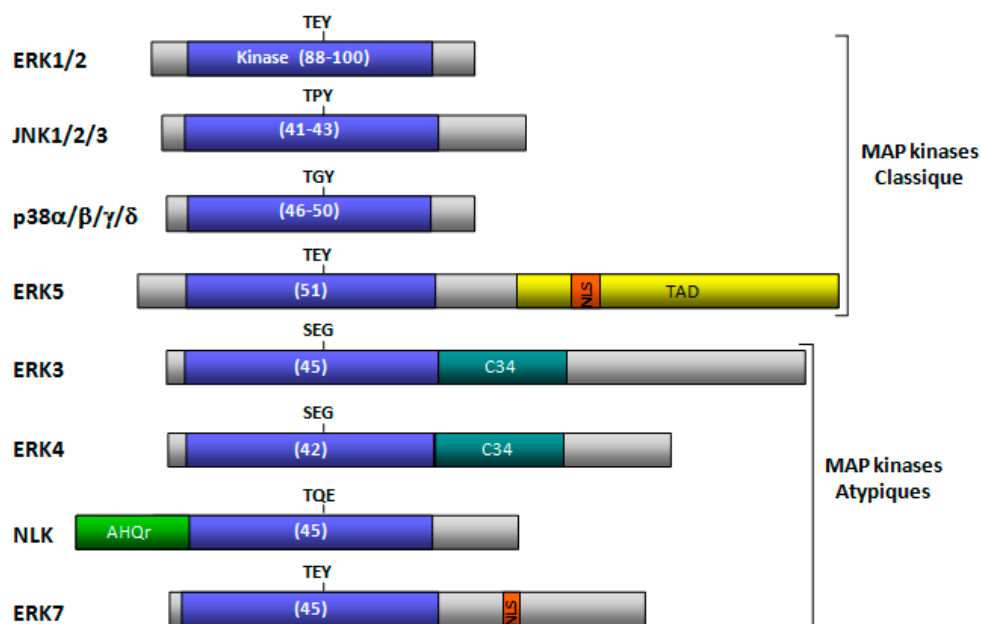 TEY
ERK1/2
Kinase (88-100)
TPY
JNK1/2/3
(41-43)
MAP kinases
Classique
TGY
p38α/β/γ/δ
(46-50)
TEY
ERK5
(51)
NLS
TAD
SEG
ERK3
(45)
C34
SEG
ERK4
(42)
C34
MAP kinases
Atypiques
TQE
NLK
AHQr
(45)
TEY
ERK7
(45)
NLS